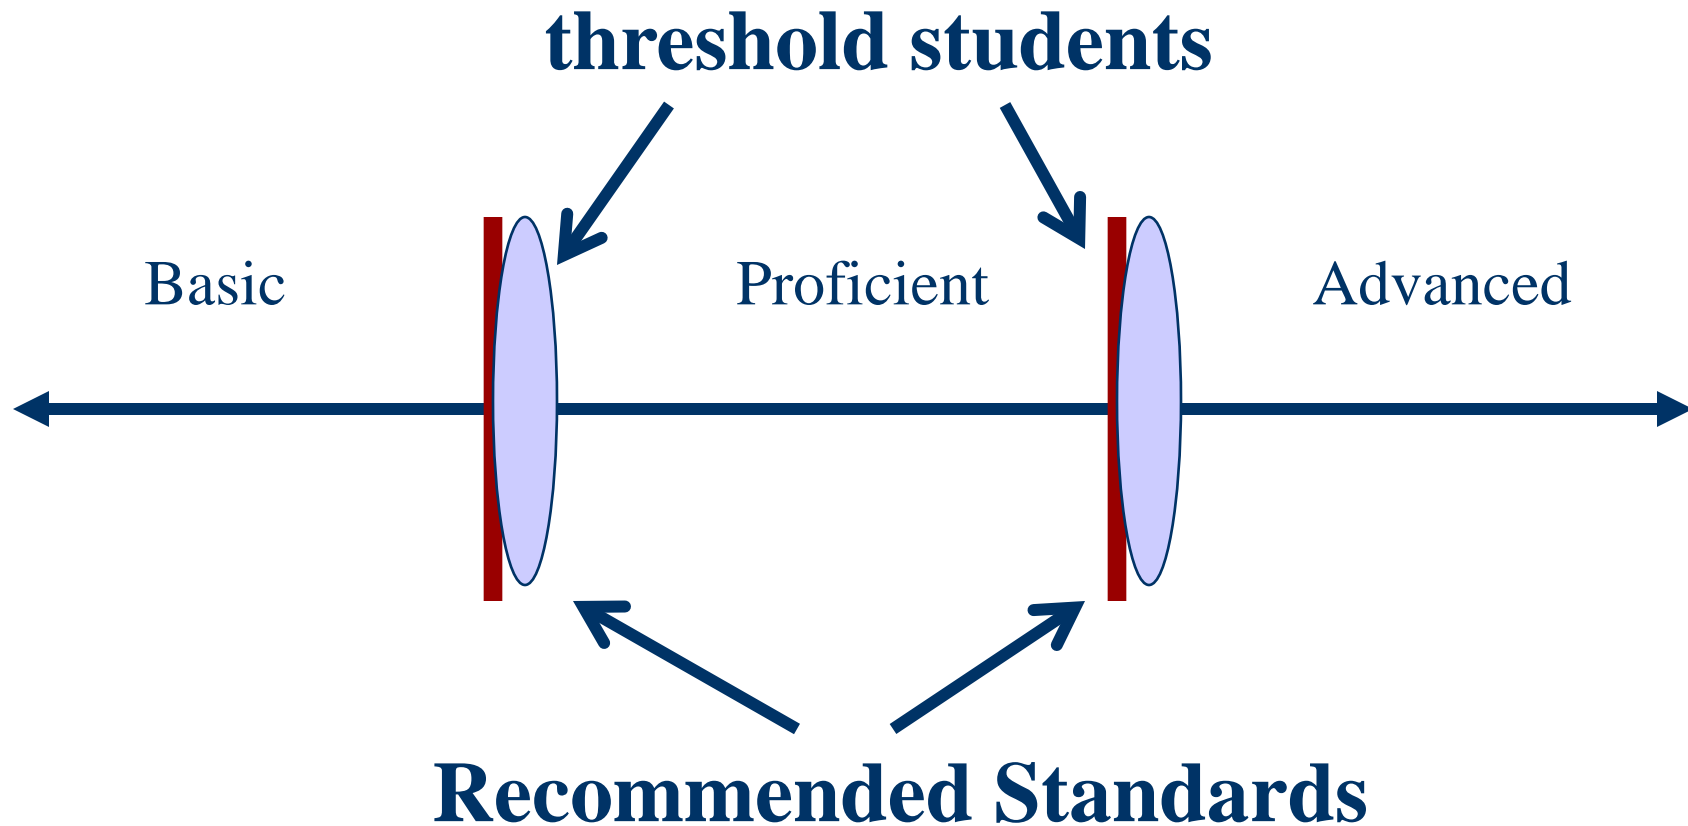 threshold students
Basic
Proficient
Advanced
Recommended Standards